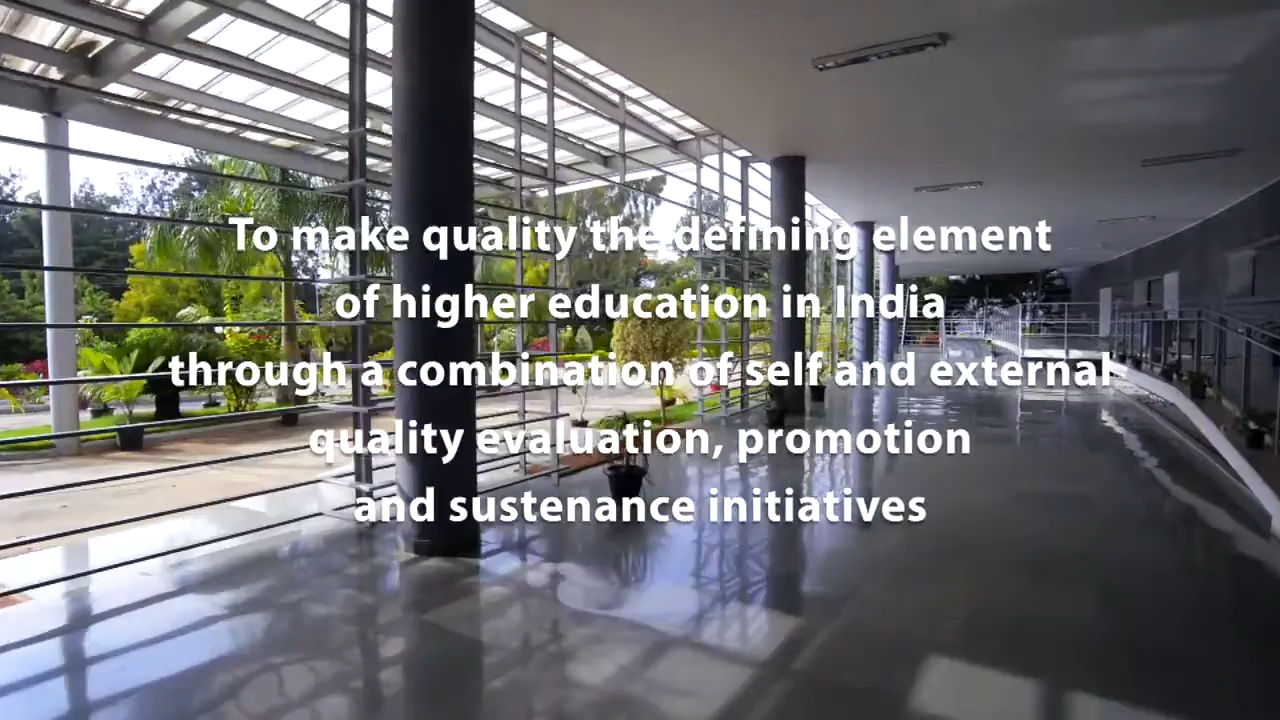 To make quality the defining element
of higher education in India
through a combination of self and external
quality evaluation, promotion
and sustenance initiatives